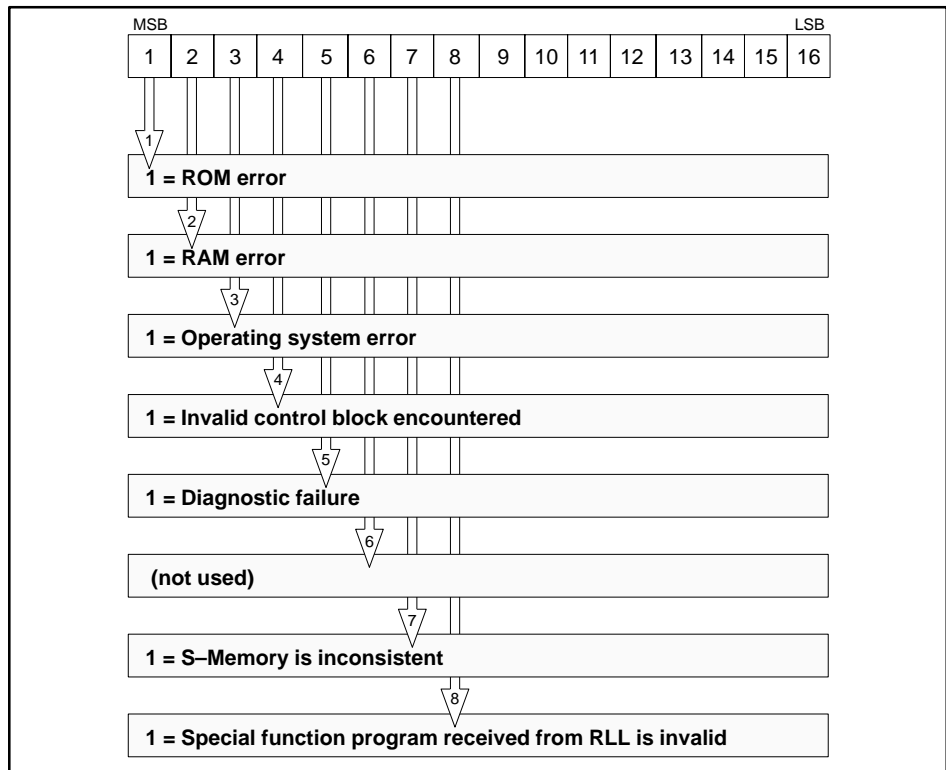 MSB LSB
1 2 3 4 5 6 7 8 9 10 11 12 13 14 15 16
1
1 = ROM error
2
1 = RAM error
3
1 = Operating system error
4
1 = Invalid control block encountered
5
1 = Diagnostic failure
6
(not used)
7
1 = S–Memory is inconsistent
8
1 = Special function program received from RLL is invalid